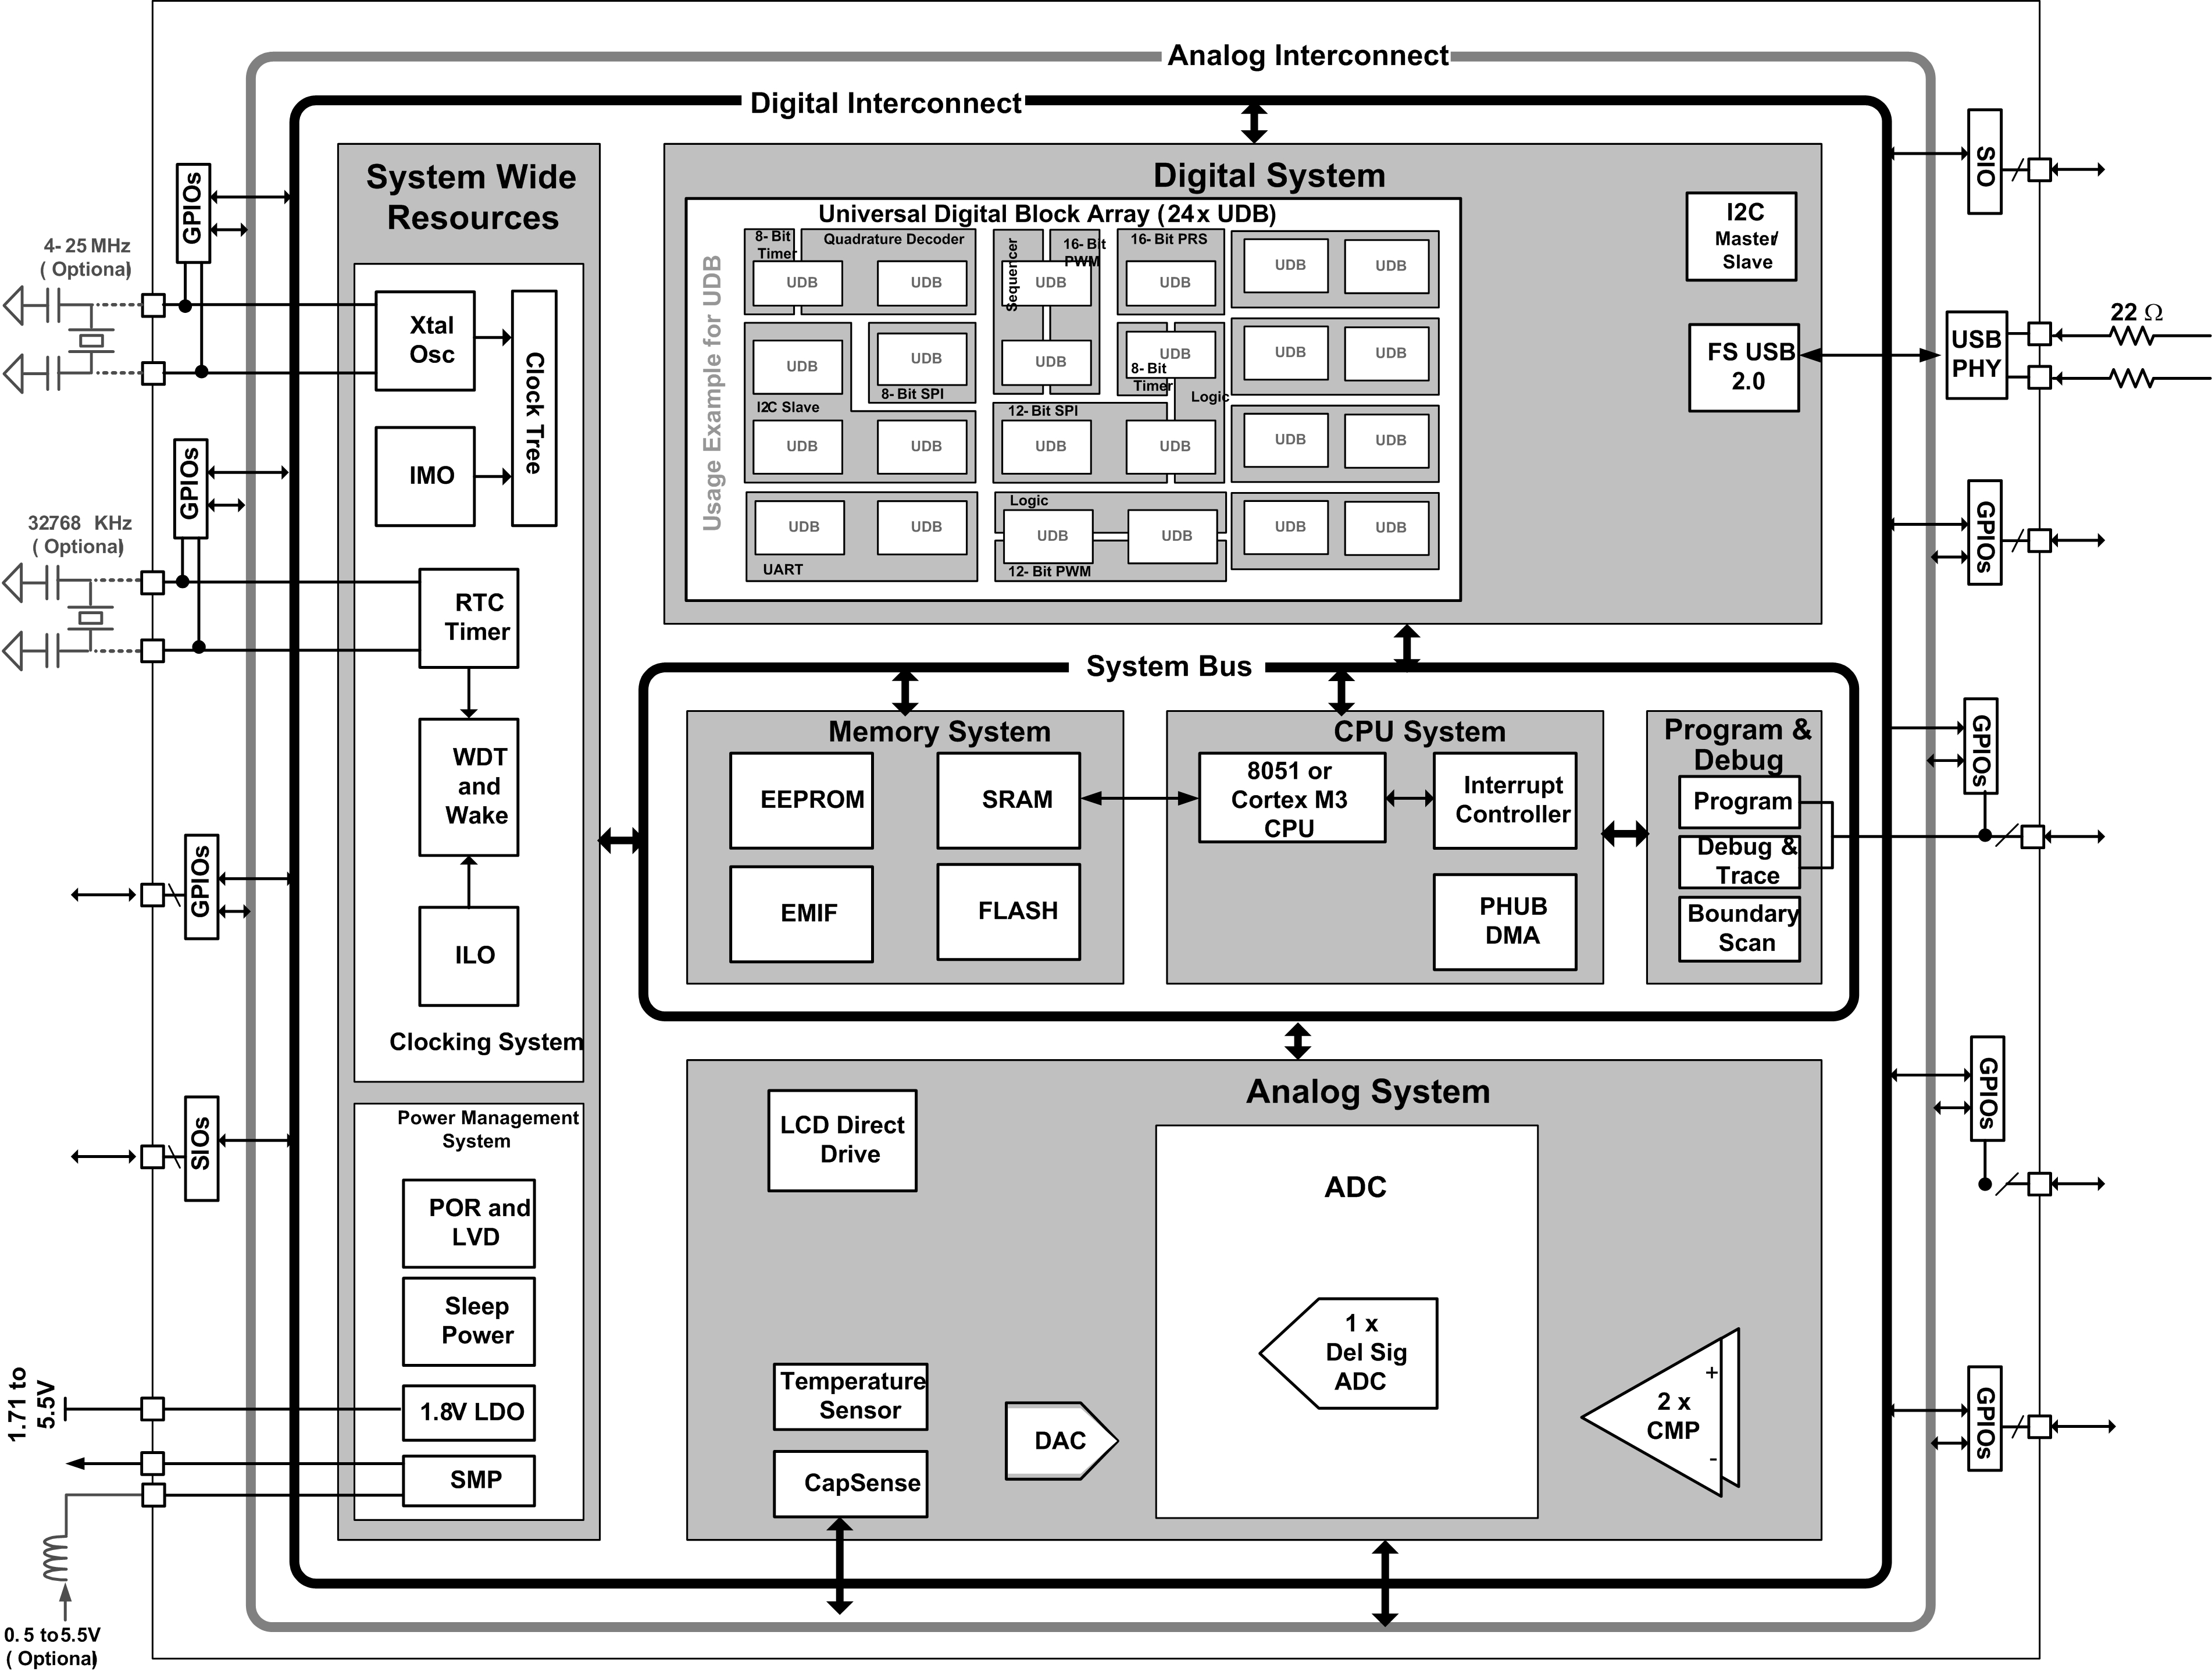 Analog Interconnect
Digital Interconnect
GPIOs
4- 25 MHz
( Optional)
GPIOs
32.768 KHz
( Optional)
GPIOs
SIOs
1.71 to
5.5V
0. 5 to 5.5V
( Optional)
System Wide
Resources
Xtal
Osc
Clock Tree
IMO
RTC
Timer
WDT
and
Wake
ILO
Clocking System
Power Management
System
POR and
LVD
Sleep
Power
1.8V LDO
SMP
Digital System
Universal Digital Block Array ( 24 x UDB)
Usage Example for UDB
8- Bit
Timer
Quadrature Decoder
Sequencer
16- Bit
PWM
16- Bit PRS
UDB
UDB
UDB
UDB
UDB
UDB
UDB
UDB
UDB
UDB
8- Bit
Timer
UDB
UDB
I2C Slave
8- Bit SPI
12- Bit SPI
Logic
UDB
UDB
UDB
UDB
UDB
UDB
Logic
UDB
UDB
UDB
UDB
UDB
UDB
UART
12- Bit PWM
UDB
I2C
Master/
Slave
FS USB
2.0
System Bus
Memory System
EEPROM
SRAM
EMIF
FLASH
CPU System
8051 or
Cortex M3
CPU
Interrupt
Controller
PHUB
DMA
Program &
Debug
Program
Debug &
Trace
Boundary
Scan
Analog System
LCD Direct
Drive
ADC
1 x
Del Sig
ADC
Temperature
Sensor
CapSense
DAC
2 x
CMP
+
-
SIO
22 Ω
USB
PHY
GPIOs
GPIOs
GPIOs
GPIOs